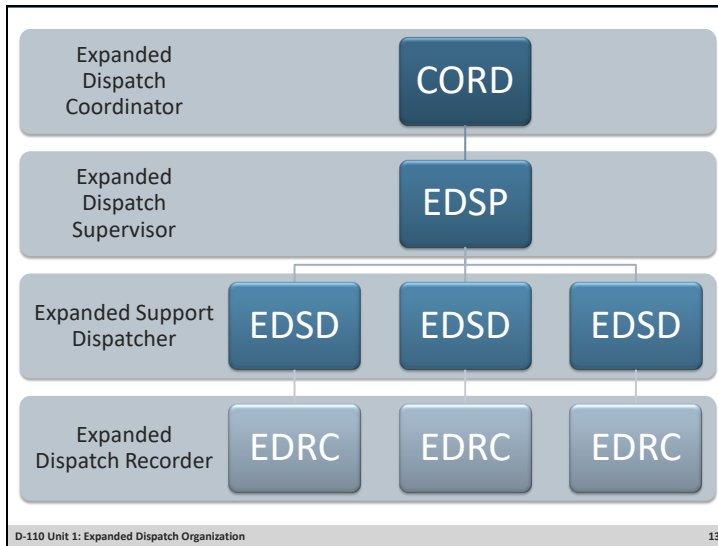 Expanded
Dispatch
Coordinator
CORD
Expanded
Dispatch
Supervisor
EDSP
Expanded Support
Dispatcher
EDSD
EDSD
EDSD
Expanded
Dispatch Recorder
EDRC
EDRC
EDRC
D-110 Unit 1: Expanded Dispatch Organization
13